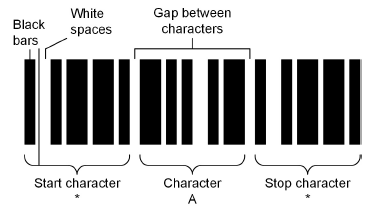 Black
bars
White
spaces
Gap between
characters
Start character
*
Character
A
Stop character
*